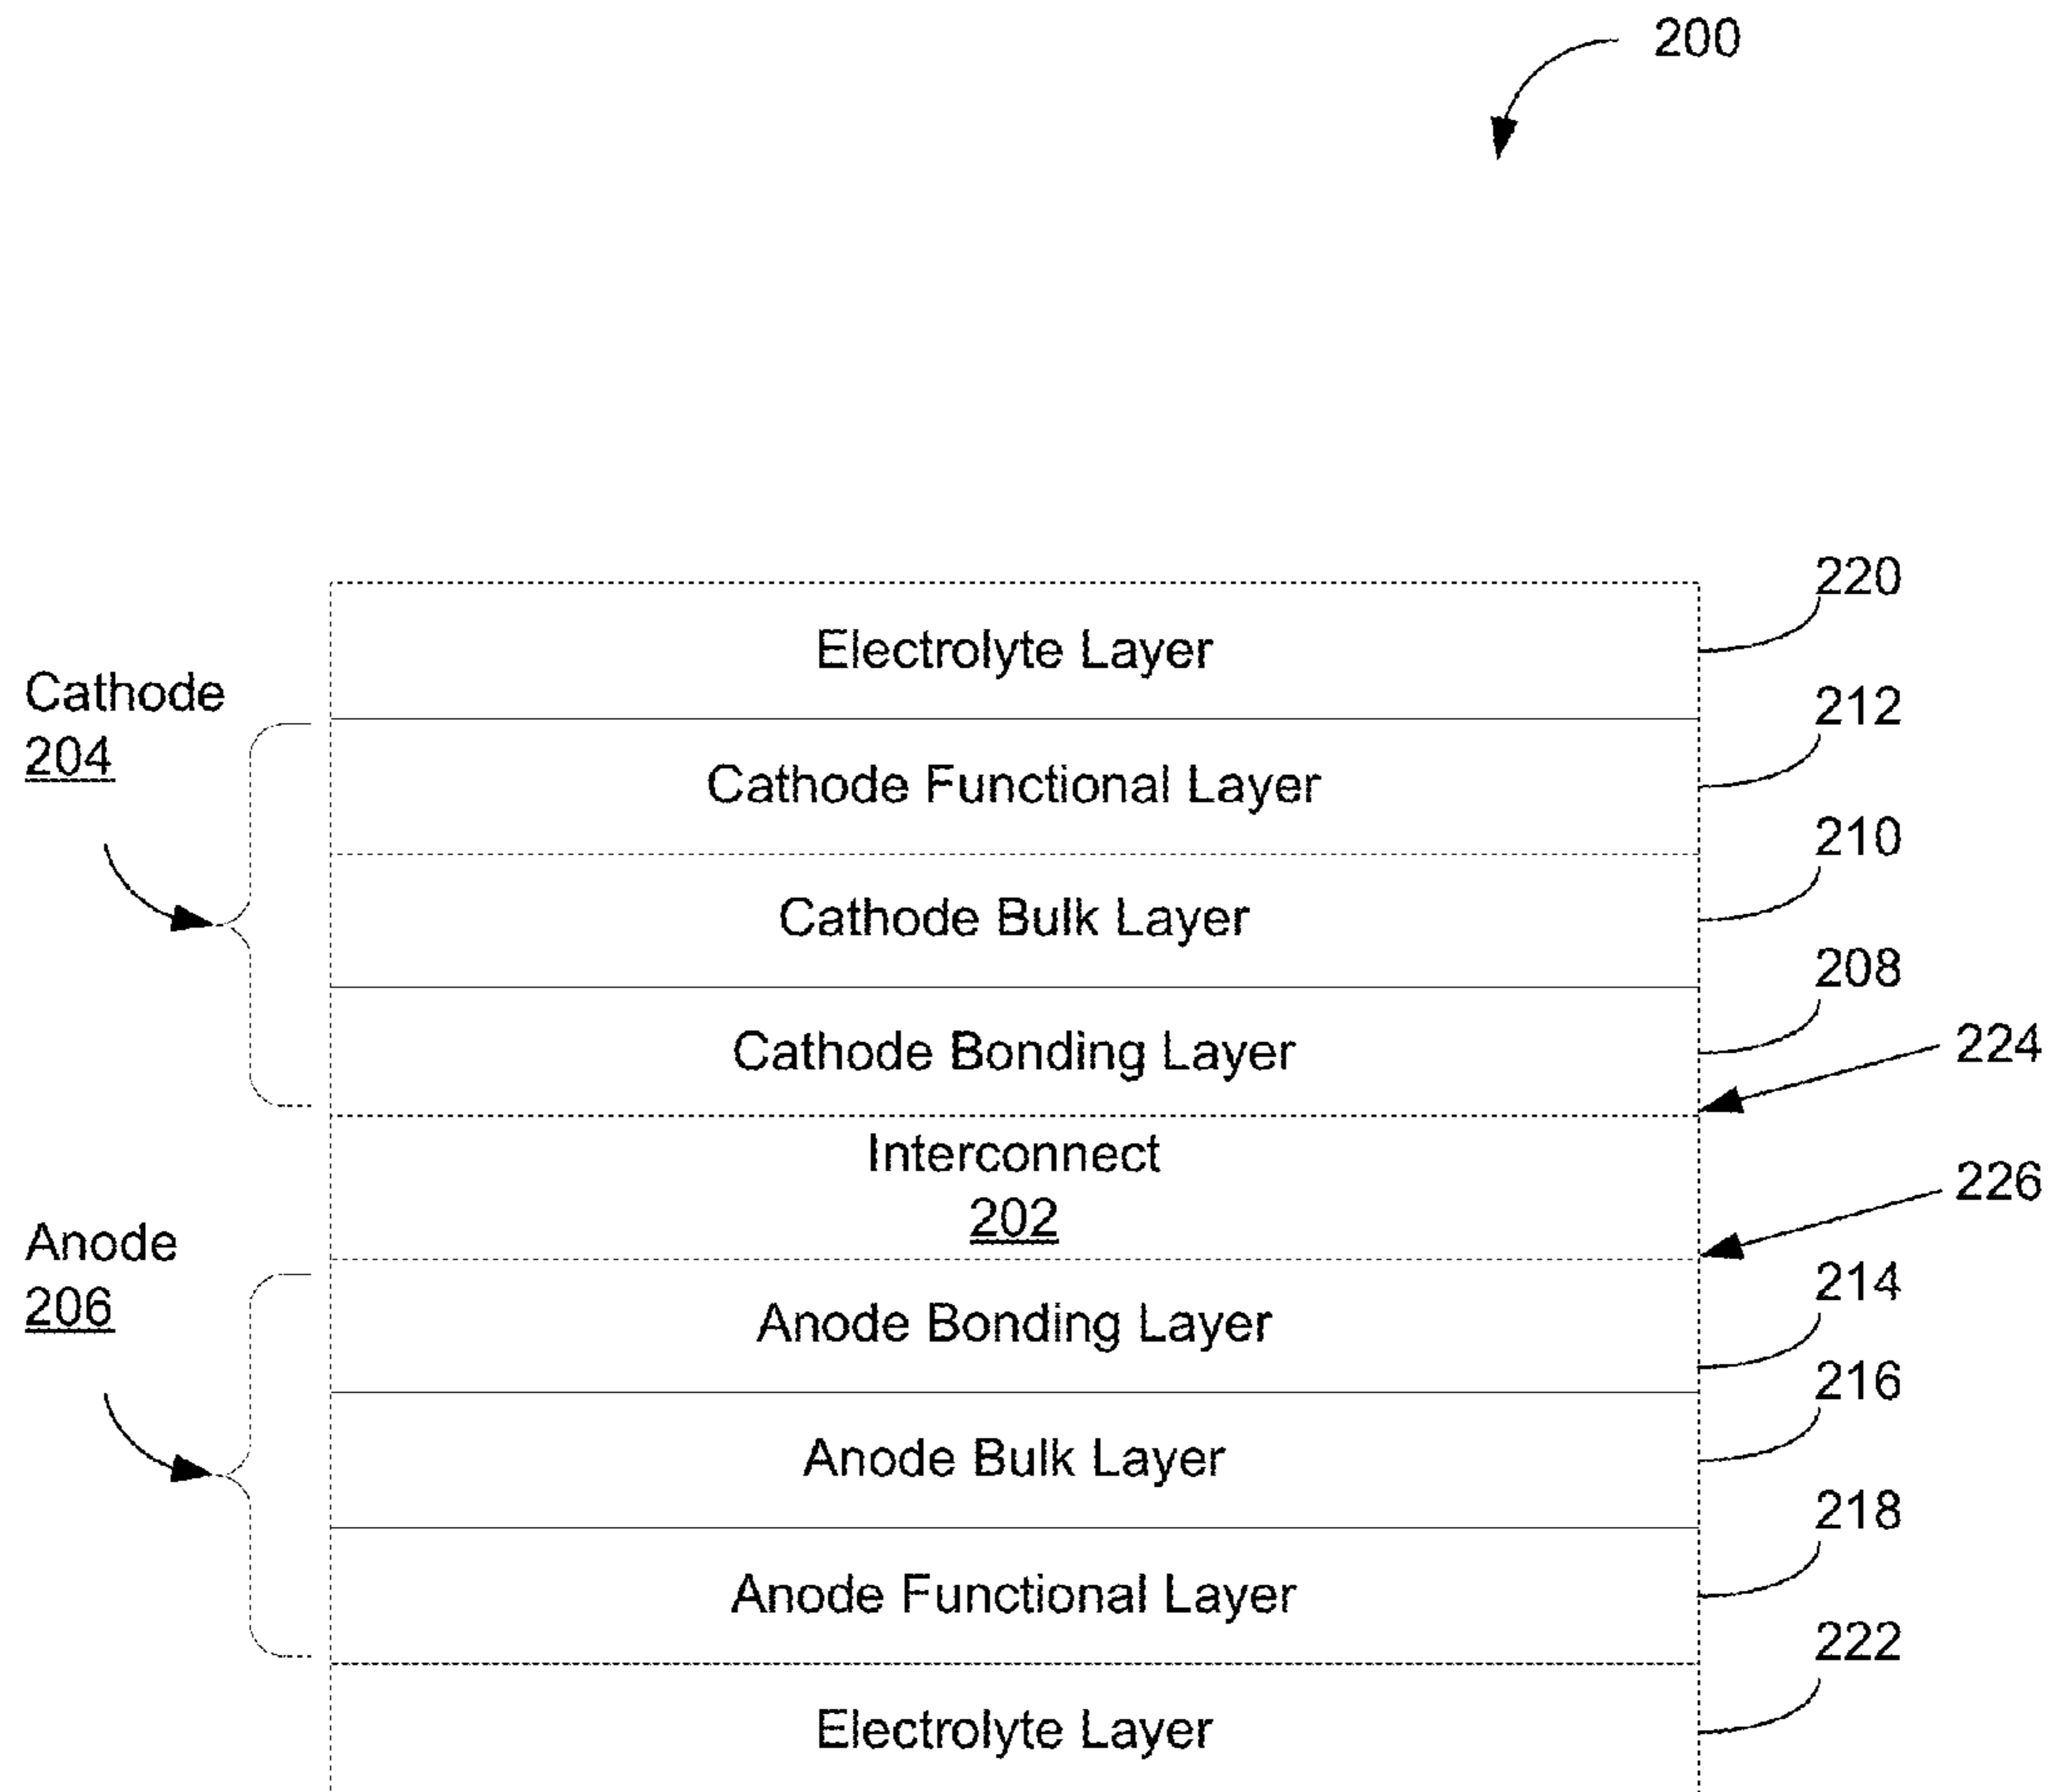 200
220
Electrolyte Layer
Cathode
204
212
Cathode Functional Layer
210
Cathode Bulk Layer
208
Cathode Bonding Layer
224
Interconnect
202
226
Anode
206
214
Anode Bonding Layer
216
Anode Bulk Layer
218
Anode Functional Layer
222
Electrolyte Layer